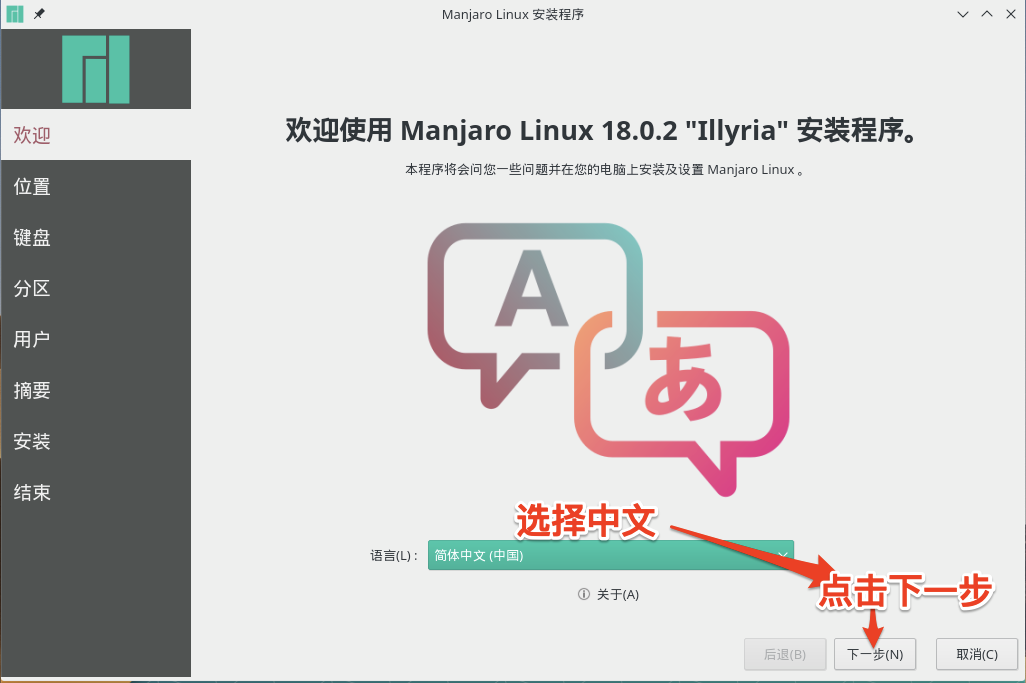 Manjaro Linux 安装程序
欢迎
位置
键盘
分区
用户
摘要
安装
结束
欢迎使用 Manjaro Linux 18.0.2 "Illyria" 安装程序。
本程序将会问您一些问题并在您的电脑上安装及设置 Manjaro Linux 。
A
あ
选择中文
语言(L)： 简体中文 (中国)
点击下一步
关于(A)
后退(B) 下一步(N) 取消(C)